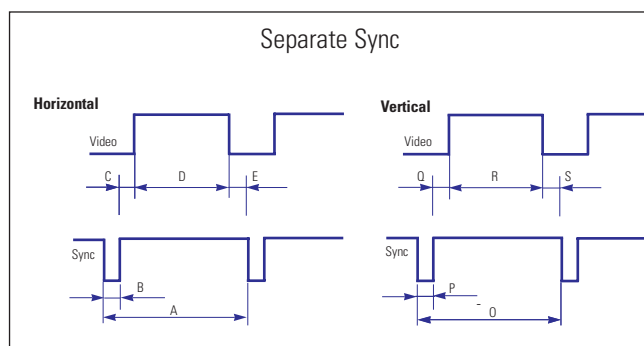 Separate Sync
Horizontal
Video
C D E
Sync
B
A
Vertical
Video
Q R S
Sync
P
-
O